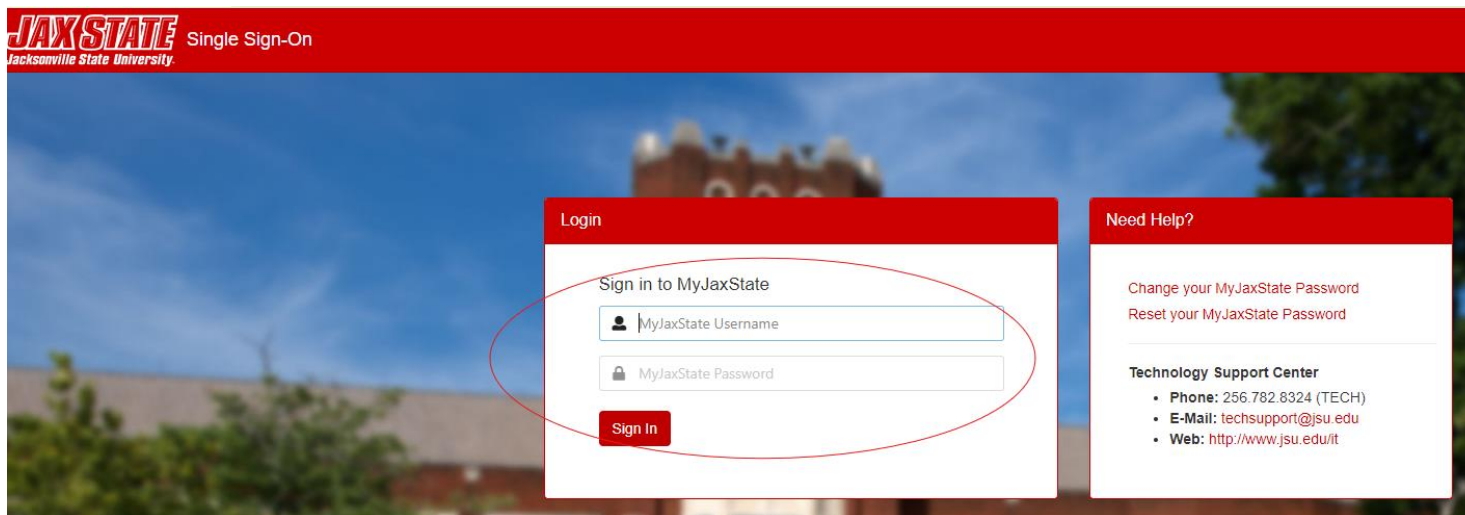 JAX STATE
Jacksonville State University.
Single Sign-On
Login
Sign in to MyJaxState
MyJaxState Username
MyJaxState Password
Sign In
Need Help?
Change your MyJaxState Password
Reset your MyJaxState Password
Technology Support Center
• Phone: 256.782.8324 (TECH)
• E-Mail: techsupport@jsu.edu
• Web: http://www.jsu.edu/it